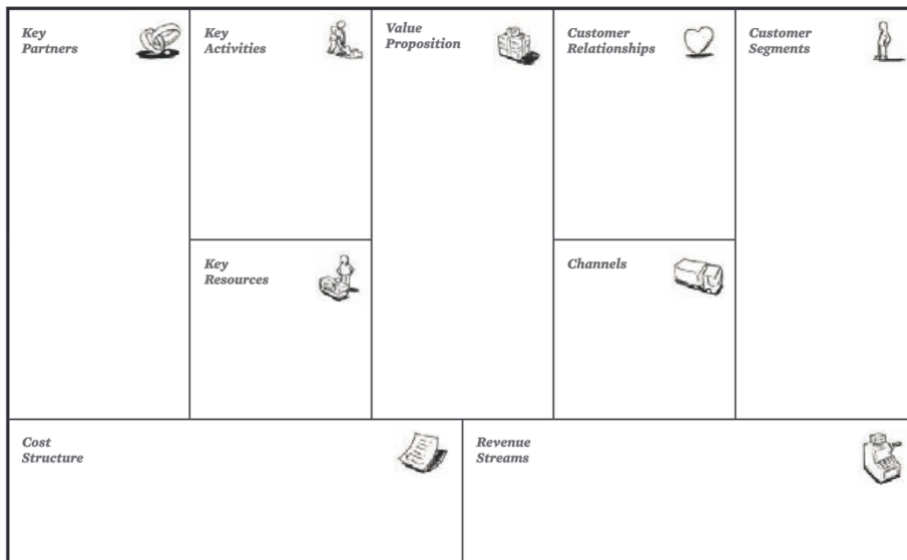 Key
Partners
Key
Activities
Value
Proposition
Customer
Relationships
Customer
Segments
Key
Resources
Channels
Cost
Structure
Revenue
Streams